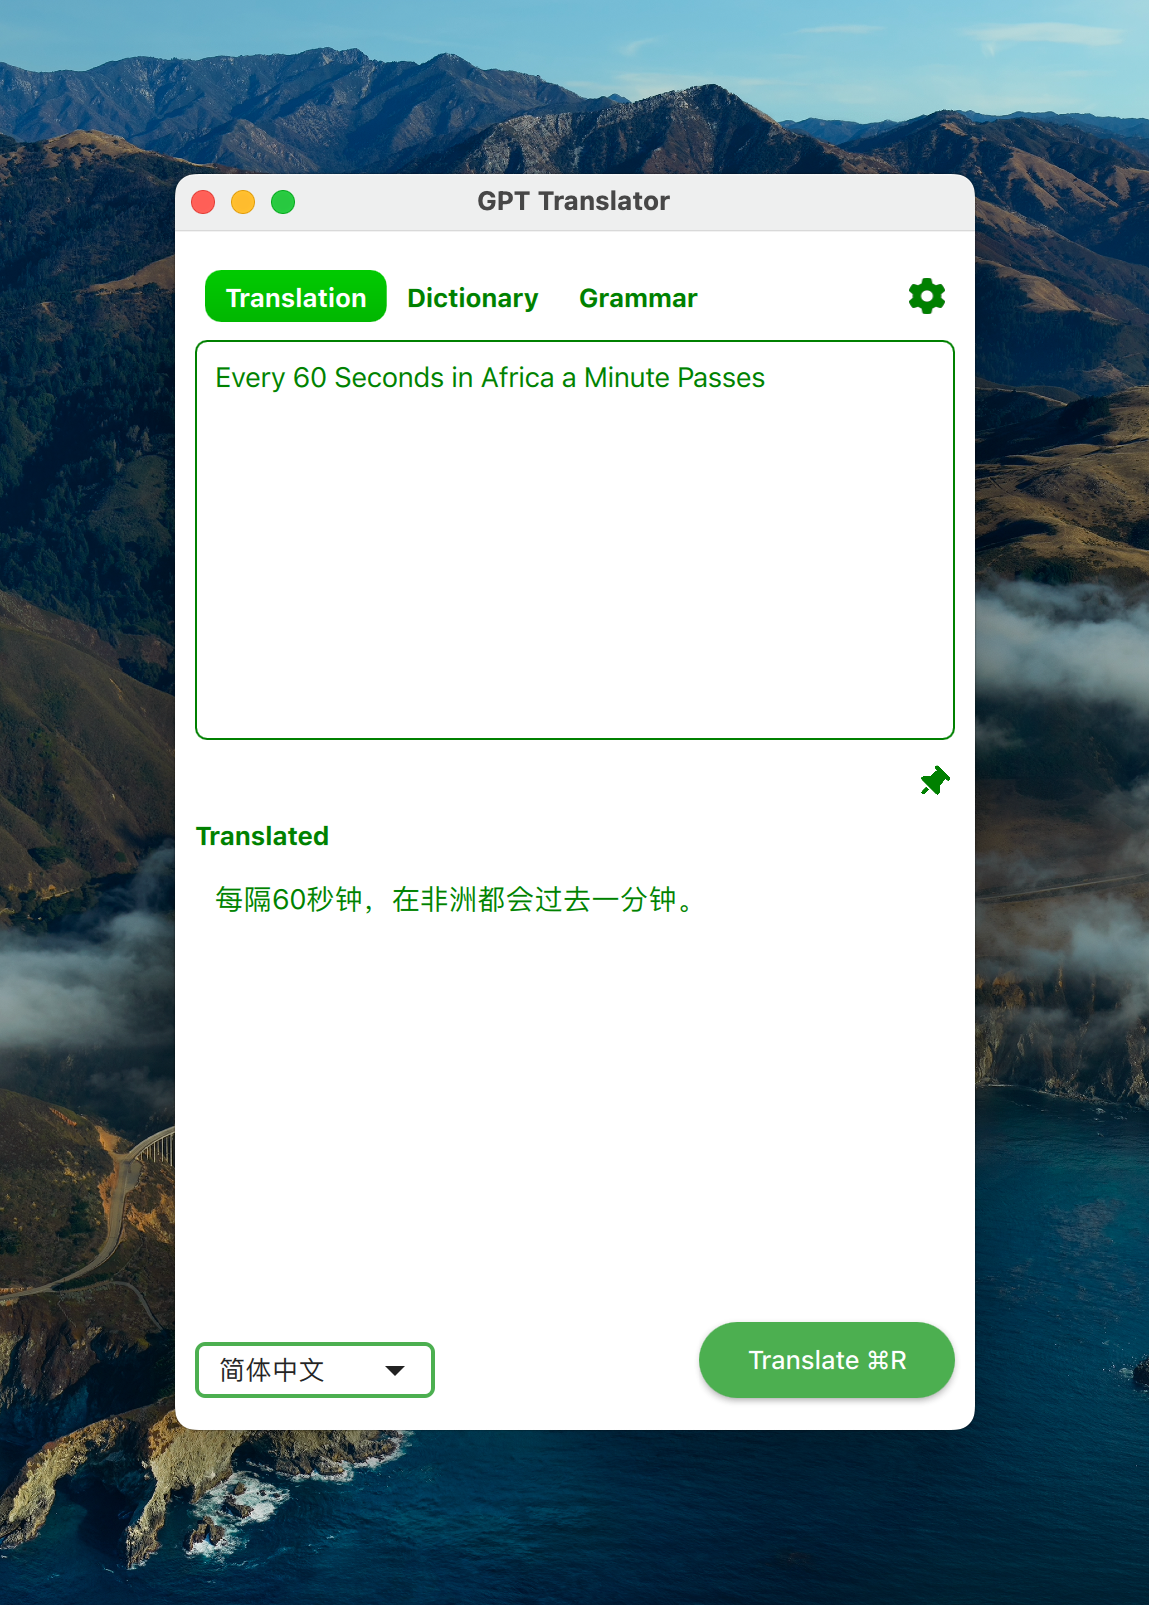 GPT Translator
Translation Dictionary Grammar
Every 60 Seconds in Africa a Minute Passes
Translated
每隔60秒钟，在非洲都会过去一分钟。
简体中文
Translate ⌘R